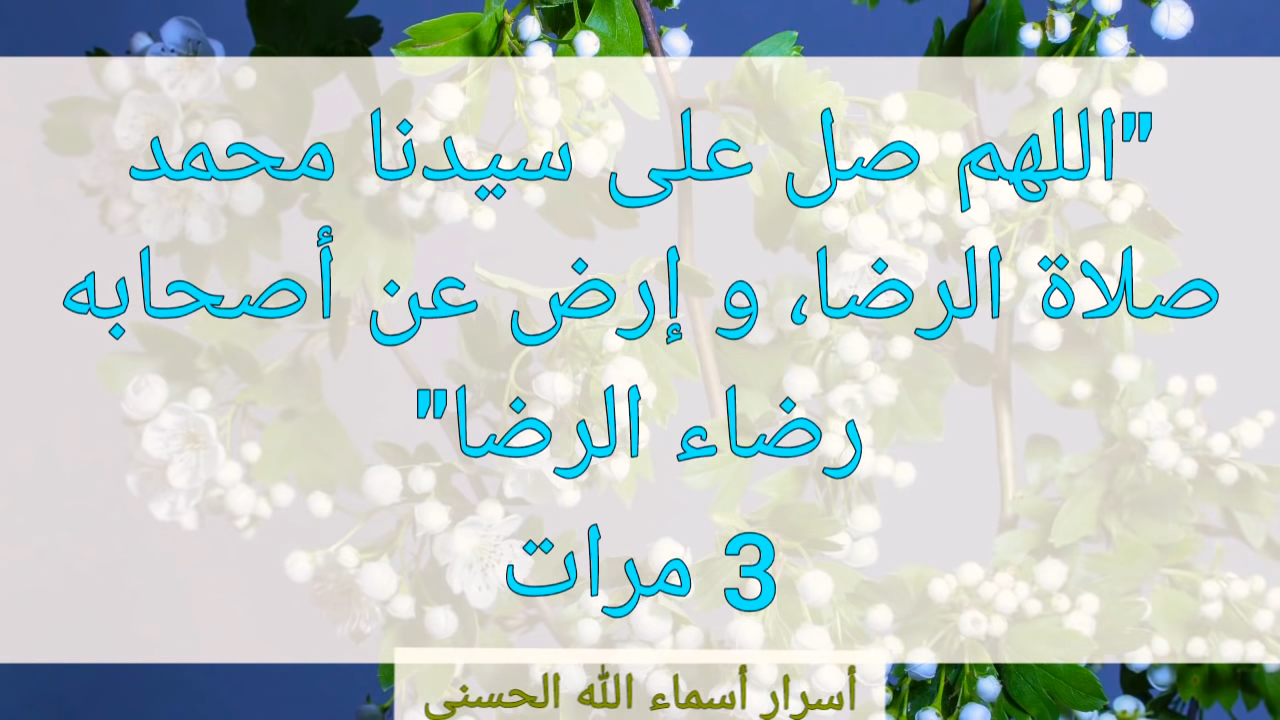 "اللهم صل على سيدنا محمد
صلاة الرضا، و إرض عن أصحابه
رضاء الرضا"
3 مرات
أسرار أسماء الله الحسنى